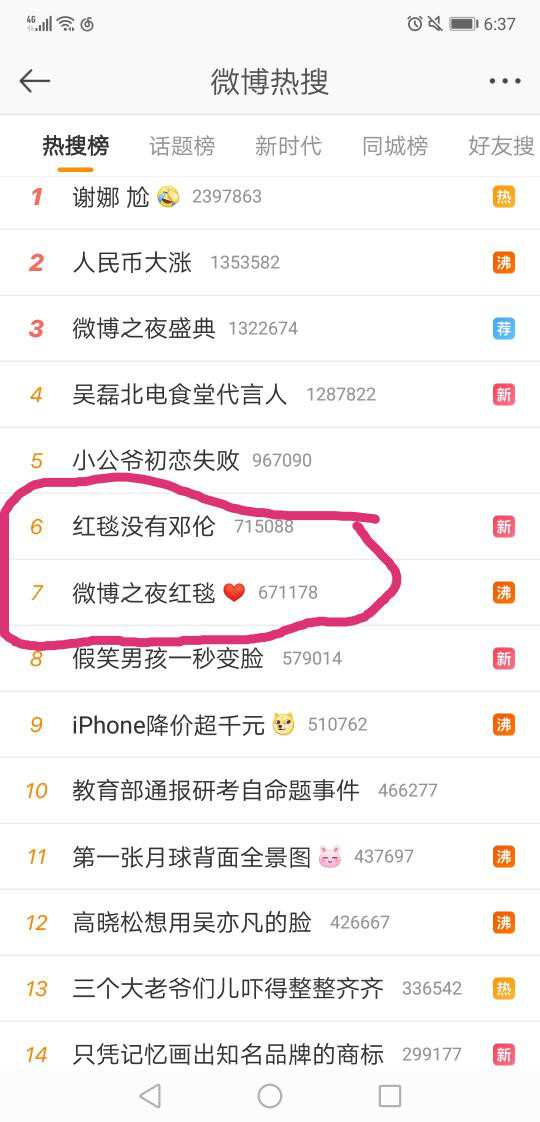 4G 6:37
微博热搜
热搜榜 话题榜 新时代 同城榜 好友搜
1 谢娜 尬 2397863 热
2 人民币大涨 1353582 沸
3 微博之夜盛典 1322674 荐
4 吴磊北电食堂代言人 1287822 新
5 小公爷初恋失败 967090
6 红毯没有邓伦 715088 新
7 微博之夜红毯 671178 沸
8 假笑男孩一秒变脸 579014 新
9 iPhone降价超千元 510762 沸
10 教育部通报研考自命题事件 466277
11 第一张月球背面全景图 437697 沸
12 高晓松想用吴亦凡的脸 426667 沸
13 三个大老爷们儿吓得整整齐齐 336542 热
14 只凭记忆画出知名品牌的商标 299177 新